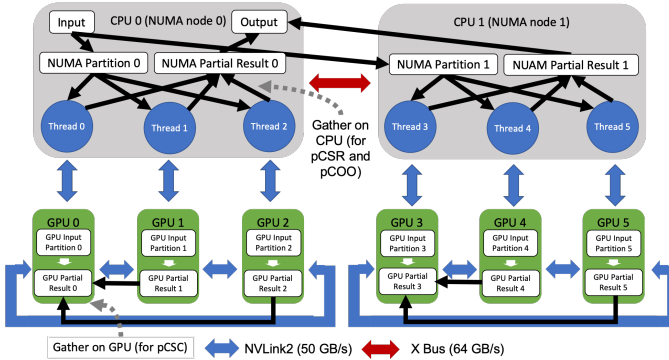 Input
Output
CPU 0 (NUMA node 0)
CPU 1 (NUMA node 1)
NUMA Partition 0
NUMA Partial Result 0
NUMA Partition 1
NUAM Partial Result 1
Thread 0
Thread 1
Thread 2
Thread 3
Thread 4
Thread 5
Gather on
CPU (for
pCSR and
pCOO)
GPU 0
GPU Input
Partition 0
GPU Partial
Result 0
GPU 1
GPU Input
Partition 1
GPU Partial
Result 1
GPU 2
GPU Input
Partition 2
GPU Partial
Result 2
GPU 3
GPU Input
Partition 3
GPU Partial
Result 3
GPU 4
GPU Input
Partition 4
GPU Partial
Result 4
GPU 5
GPU Input
Partition 5
GPU Partial
Result 5
Gather on GPU (for pCSC)
NVLink2 (50 GB/s)
X Bus (64 GB/s)